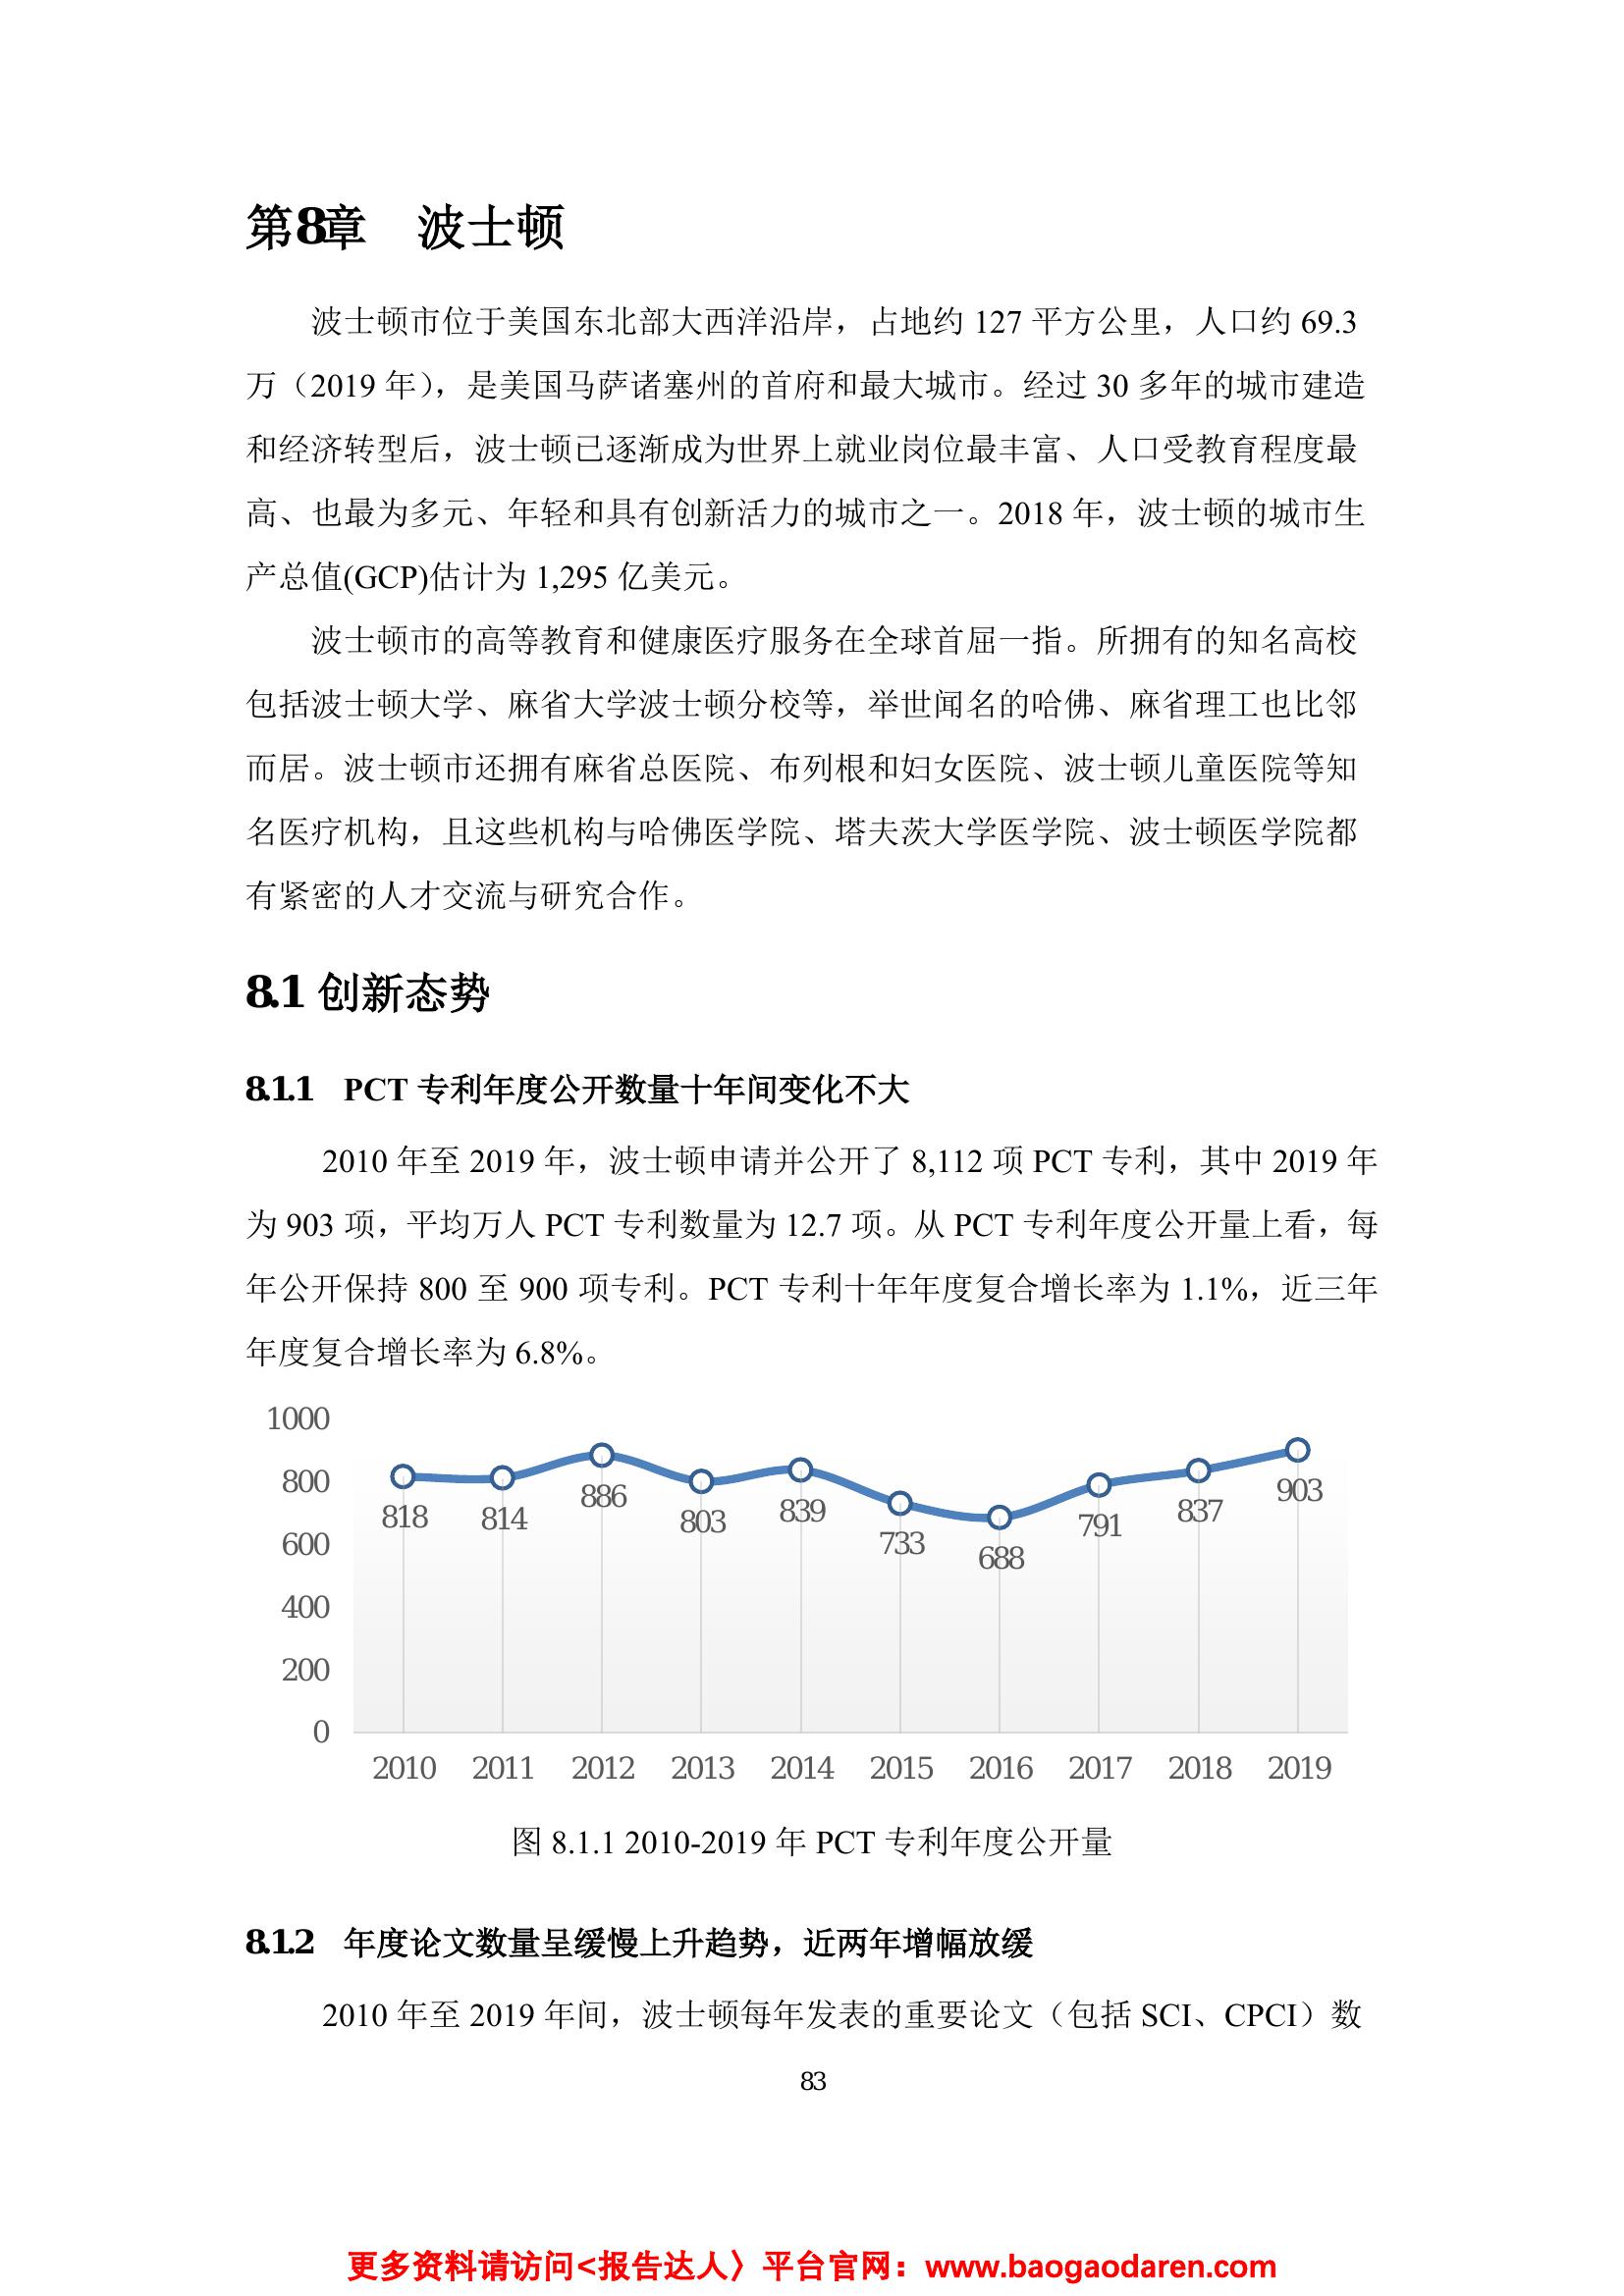 第8章 波士顿
波士顿市位于美国东北部大西洋沿岸，占地约 127 平方公里，人口约 69.3
万（2019 年），是美国马萨诸塞州的首府和最大城市。经过 30 多年的城市建造
和经济转型后，波士顿已逐渐成为世界上就业岗位最丰富、人口受教育程度最
高、也最为多元、年轻和具有创新活力的城市之一。2018 年，波士顿的城市生
产总值(GCP)估计为 1,295 亿美元。
波士顿市的高等教育和健康医疗服务在全球首屈一指。所拥有的知名高校
包括波士顿大学、麻省大学波士顿分校等，举世闻名的哈佛、麻省理工也比邻
而居。波士顿市还拥有麻省总医院、布列根和妇女医院、波士顿儿童医院等知
名医疗机构，且这些机构与哈佛医学院、塔夫茨大学医学院、波士顿医学院都
有紧密的人才交流与研究合作。
8.1 创新态势
8.1.1 PCT 专利年度公开数量十年间变化不大
2010 年至 2019 年，波士顿申请并公开了 8,112 项 PCT 专利，其中 2019 年
为 903 项，平均万人 PCT 专利数量为 12.7 项。从 PCT 专利年度公开量上看，每
年公开保持 800 至 900 项专利。PCT 专利十年年度复合增长率为 1.1%，近三年
年度复合增长率为 6.8%。
1000
800
600
400
200
0
818 814 886 803 839 733 688 791 837 903
2010 2011 2012 2013 2014 2015 2016 2017 2018 2019
图 8.1.1 2010-2019 年 PCT 专利年度公开量
8.1.2 年度论文数量呈缓慢上升趋势，近两年增幅放缓
2010 年至 2019 年间，波士顿每年发表的重要论文（包括 SCI、CPCI）数
83
更多资料请访问<报告达人〉平台官网：www.baogaodaren.com